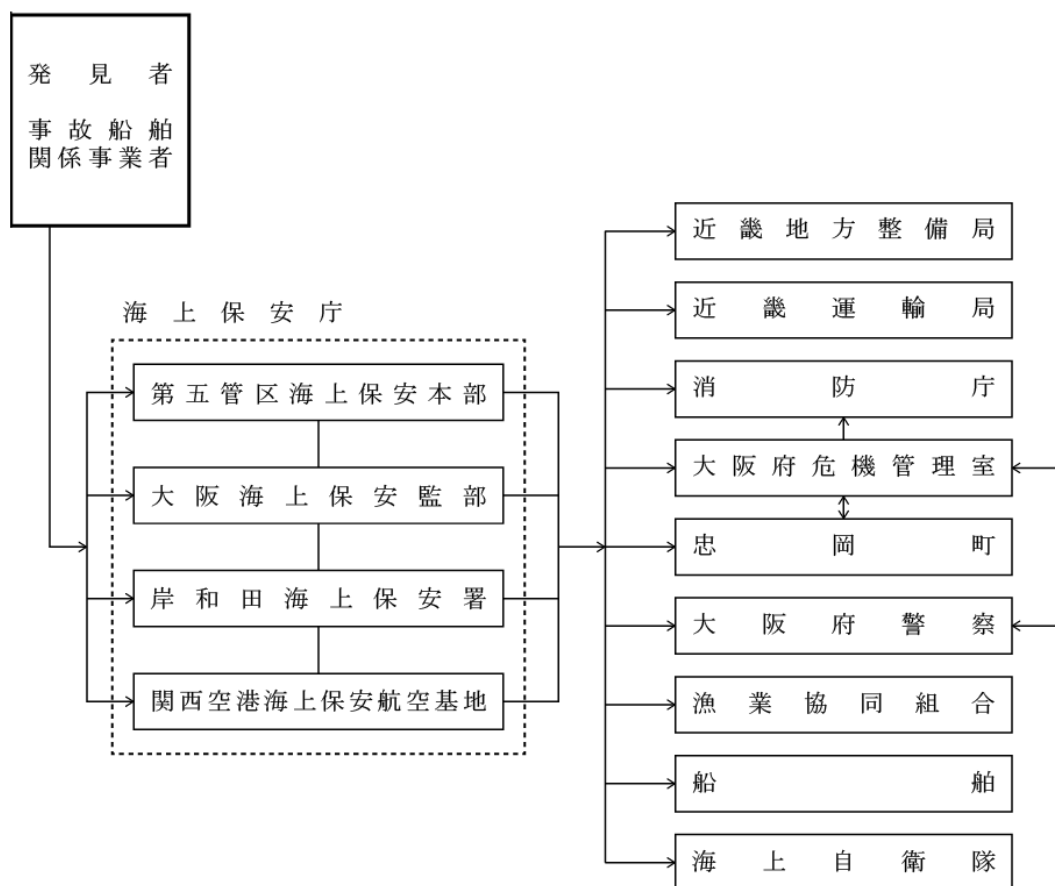 発見者
事故船舶
関係事業者
海上保安庁
第五管区海上保安本部
大阪海上保安監部
岸和田海上保安署
関西空港海上保安航空基地
近畿地方整備局
近畿運輸局
消防庁
大阪府危機管理室
忠岡町
大阪府警察
漁業協同組合
船舶
海上自衛隊